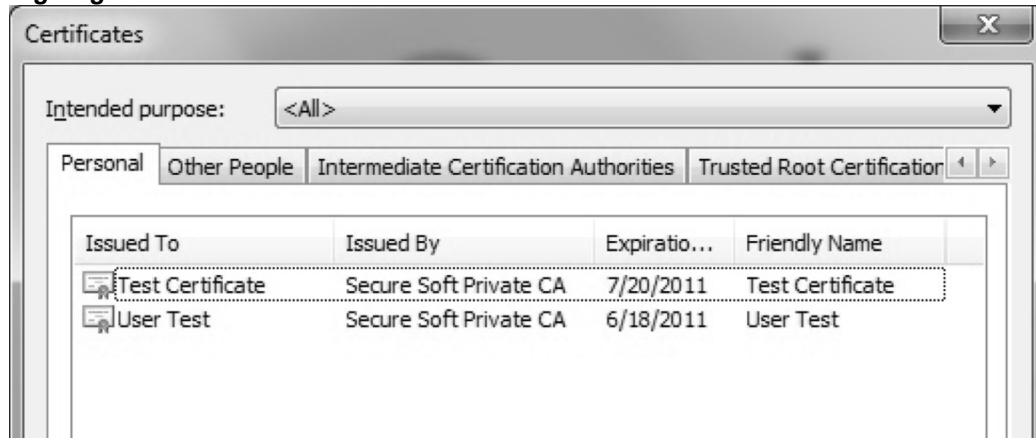 Certificates
X
Intended purpose: <All>
Personal Other People Intermediate Certification Authorities Trusted Root Certification
Issued To Issued By Expiratio... Friendly Name
Test Certificate Secure Soft Private CA 7/20/2011 Test Certificate
User Test Secure Soft Private CA 6/18/2011 User Test